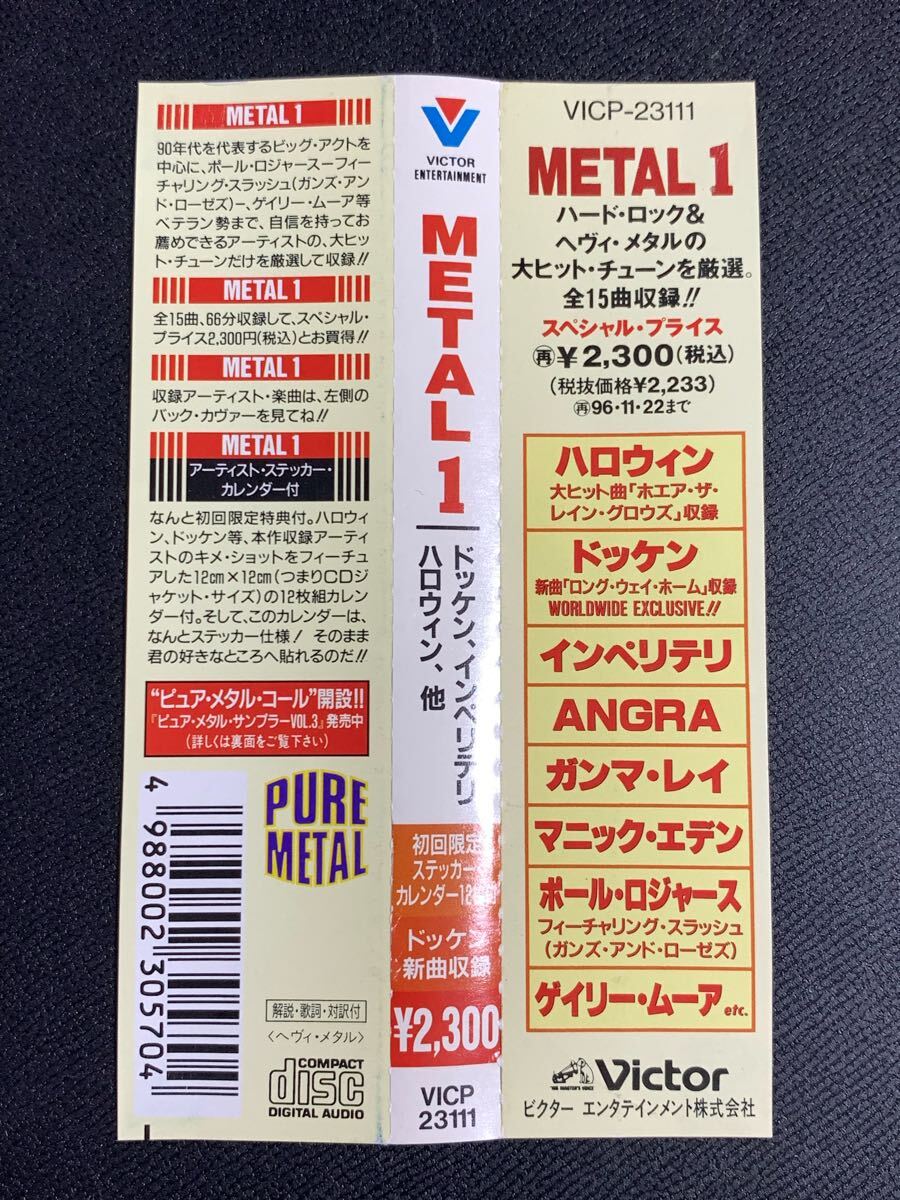 METAL 1
90年代を代表するビッグ・アクトを
中心に、ポール・ロジャースーフィー
チャリング・スラッシュ(ガンズ・アン
ド・ローゼズ)ー、ゲイリー・ムーア等
ベテラン勢まで、自信を持ってお
薦めできるアーティストの、大ヒッ
ト・チューンだけを厳選して収録!!
METAL 1
全15曲、66分収録して、スペシャル・
プライス2,300円(税込)とお買得!!
METAL 1
収録アーティスト・楽曲は、左側の
バック・カヴァーを見てね!!
METAL 1
アーティスト・ステッカー・
カレンダー付
なんと初回限定特典付。ハロウィ
ン、ドッケン等、本作収録アーティ
ストのキメ・ショットをフィーチュ
アした12cm×12cm(つまりCDジ
ャケット・サイズ)の12枚組カレン
ダー付。そして、このカレンダーは、
なんとステッカー仕様! そのまま
君の好きなところへ貼れるのだ!!
“ピュア・メタル・コール”開設!!
『ピュア・メタル・サンプラーVOL.3』発売中
(詳しくは裏面をご覧下さい)
PURE
METAL
4 988002 305704
解説・歌詞・対訳付
〈ヘヴィ・メタル〉
COMPACT
disc
DIGITAL AUDIO
VICTOR
ENTERTAINMENT
METAL 1
ドッケン、インペリテリ
ハロウィン、他
初回限定
ステッカー
カレンダー12
ドッケン
新曲収録
¥2,300
VICP
23111
VICP-23111
METAL 1
ハード・ロック&
ヘヴィ・メタルの
大ヒット・チューンを厳選。
全15曲収録!!
スペシャル・プライス
再¥2,300(税込)
(税抜価格¥2,233)
再96・11・22まで
ハロウィン
大ヒット曲「ホエア・ザ・
レイン・グロウズ」収録
ドッケン
新曲「ロング・ウェイ・ホーム」収録
WORLDWIDE EXCLUSIVE!!
インペリテリ
ANGRA
ガンマ・レイ
マニック・エデン
ポール・ロジャース
フィーチャリング・スラッシュ
(ガンズ・アンド・ローゼズ)
ゲイリー・ムーア etc.
"HIS MASTER'S VOICE"
Victor
ビクター エンタテインメント株式会社